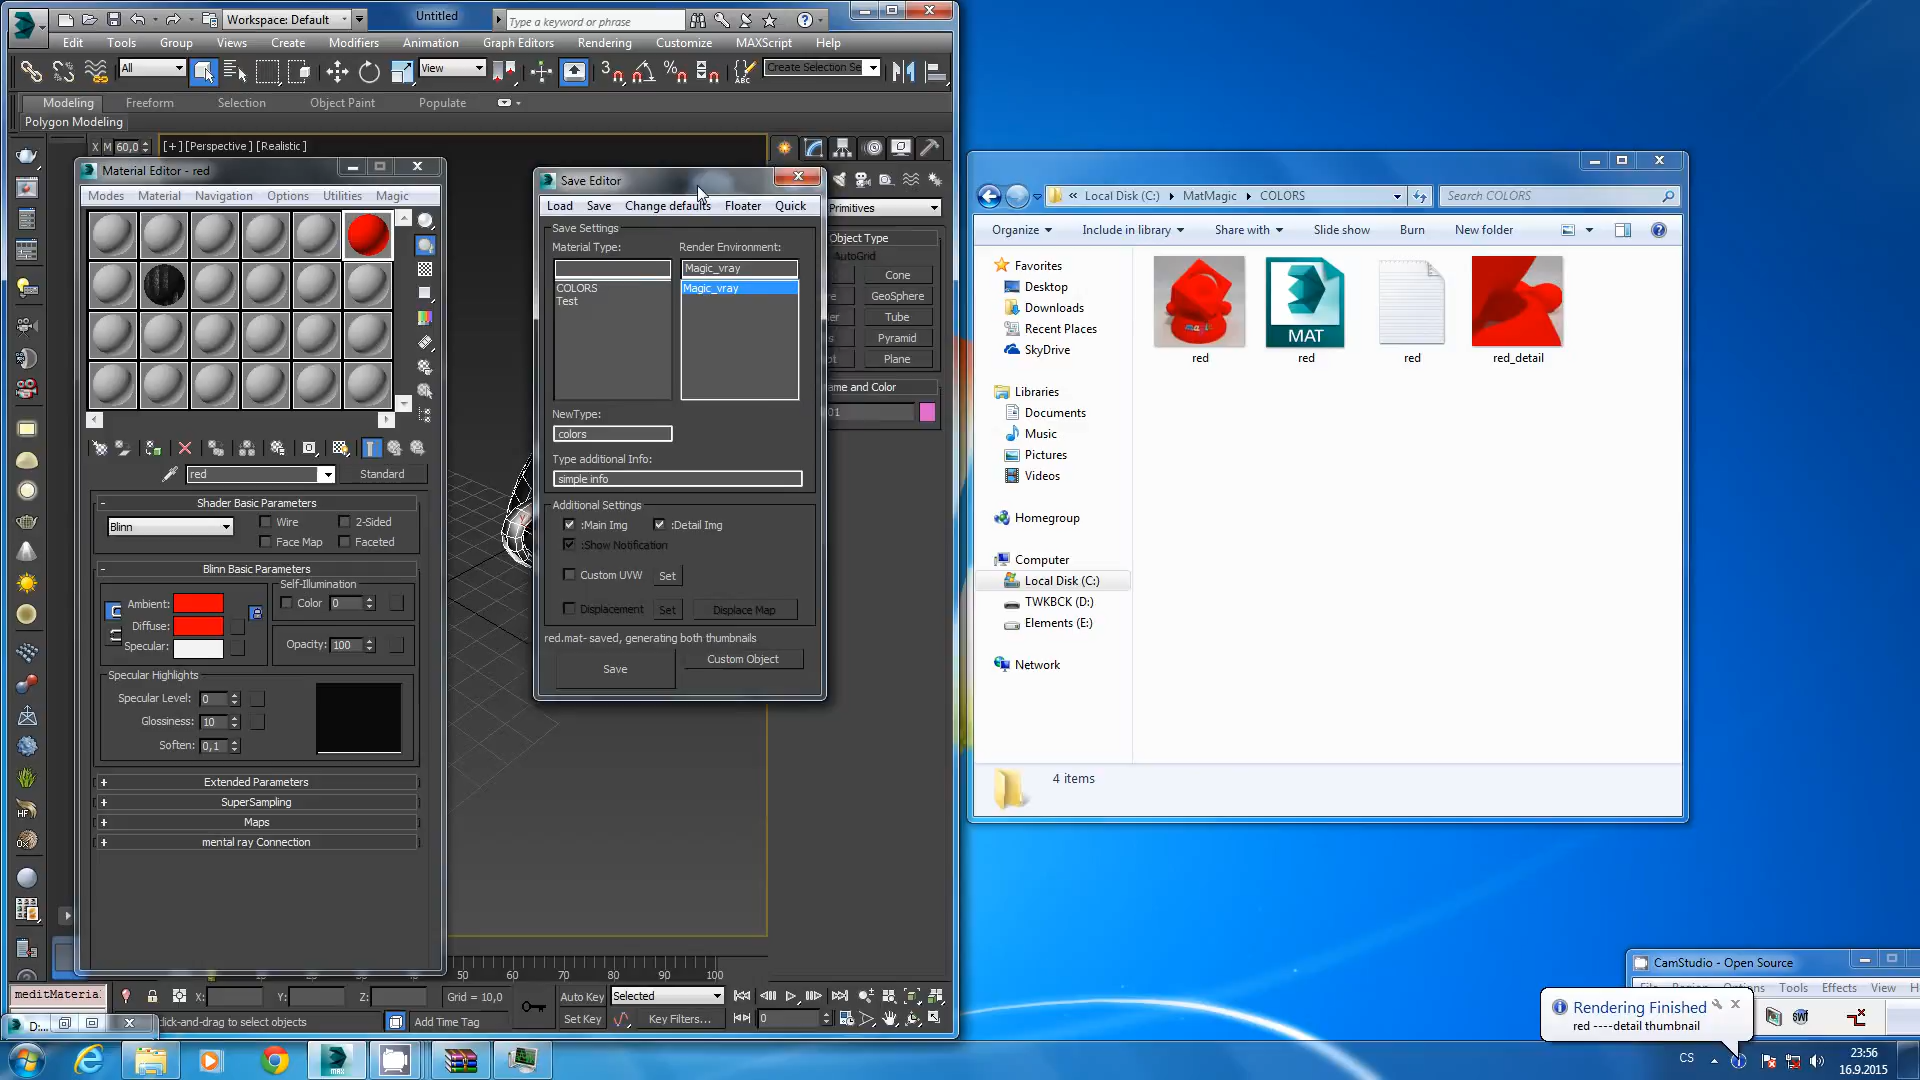 Workspace: Default
Untitled
Type a keyword or phrase
Edit Tools Group Views Create Modifiers Animation Graph Editors Rendering Customize MAXScript Help
All
View
Create Selection Se
Modeling Freeform Selection Object Paint Populate
Polygon Modeling
X M 60,0
[+] [Perspective] [Realistic]
Material Editor - red
Modes Material Navigation Options Utilities Magic
red
Standard
Shader Basic Parameters
Blinn
Wire
2-Sided
Face Map
Faceted
Blinn Basic Parameters
Self-Illumination
Ambient:
Color 0
Diffuse:
Specular:
Opacity: 100
Specular Highlights
Specular Level: 0
Glossiness: 10
Soften: 0,1
Extended Parameters
SuperSampling
Maps
mental ray Connection
Save Editor
Load Save Change defaults Floater Quick
Save Settings
Material Type:
Render Environment:
Magic_vray
COLORS
Magic_vray
Test
NewType:
colors
Type additional Info:
simple info
Additional Settings
:Main Img
:Detail Img
:Show Notification
Custom UVW
Set
Displacement
Set
Displace Map
red.mat- saved, generating both thumbnails
Save
Custom Object
Primitives
Object Type
AutoGrid
Cone
GeoSphere
Tube
Pyramid
Plane
ame and Color
01
50 60 70 80 90 100
meditMaterial
X:
Y:
Z:
Grid = 10,0
Auto Key
Selected
click-and-drag to select objects
Add Time Tag
Set Key
Key Filters...
0
D:...
« Local Disk (C:) MatMagic COLORS
Search COLORS
Organize Include in library Share with Slide show Burn New folder
Favorites
Desktop
Downloads
Recent Places
SkyDrive
Libraries
Documents
Music
Pictures
Videos
Homegroup
Computer
Local Disk (C:)
TWKBCK (D:)
Elements (E:)
Network
magic
MAT
red
red
red
red_detail
4 items
CamStudio - Open Source
File Region Options Tools Effects View
Rendering Finished
red ----detail thumbnail
MAX
CS
23:56
16.9.2015